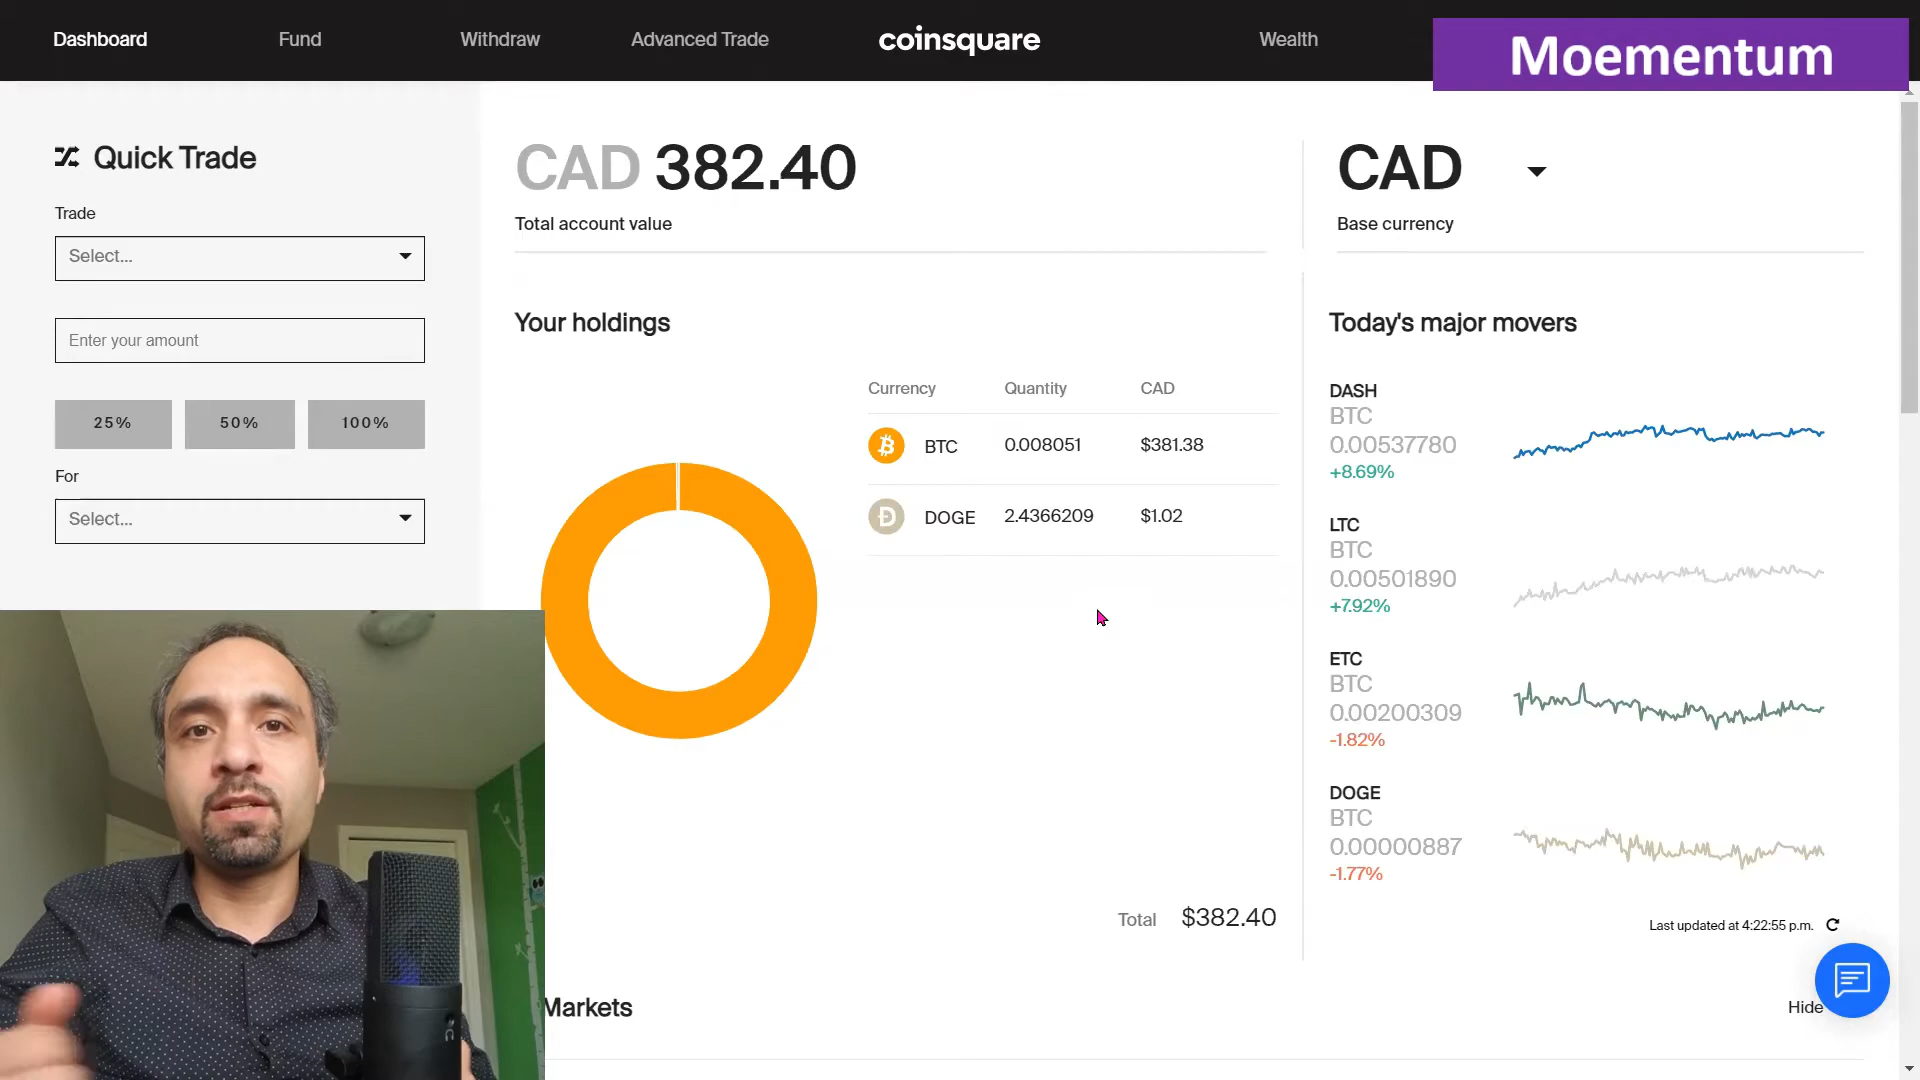 Dashboard
Fund
Withdraw
Advanced Trade
coinsquare
Wealth
Moementum
Quick Trade
Trade
Select...
Enter your amount
25%
50%
100%
For
Select...
CAD 382.40
Total account value
CAD
Base currency
Your holdings
Currency Quantity CAD
BTC 0.008051 $381.38
DOGE 2.4366209 $1.02
Total $382.40
Today's major movers
DASH
BTC
0.00537780
+8.69%
LTC
BTC
0.00501890
+7.92%
ETC
BTC
0.00200309
-1.82%
DOGE
BTC
0.00000887
-1.77%
Last updated at 4:22:55 p.m.
Markets
Hide